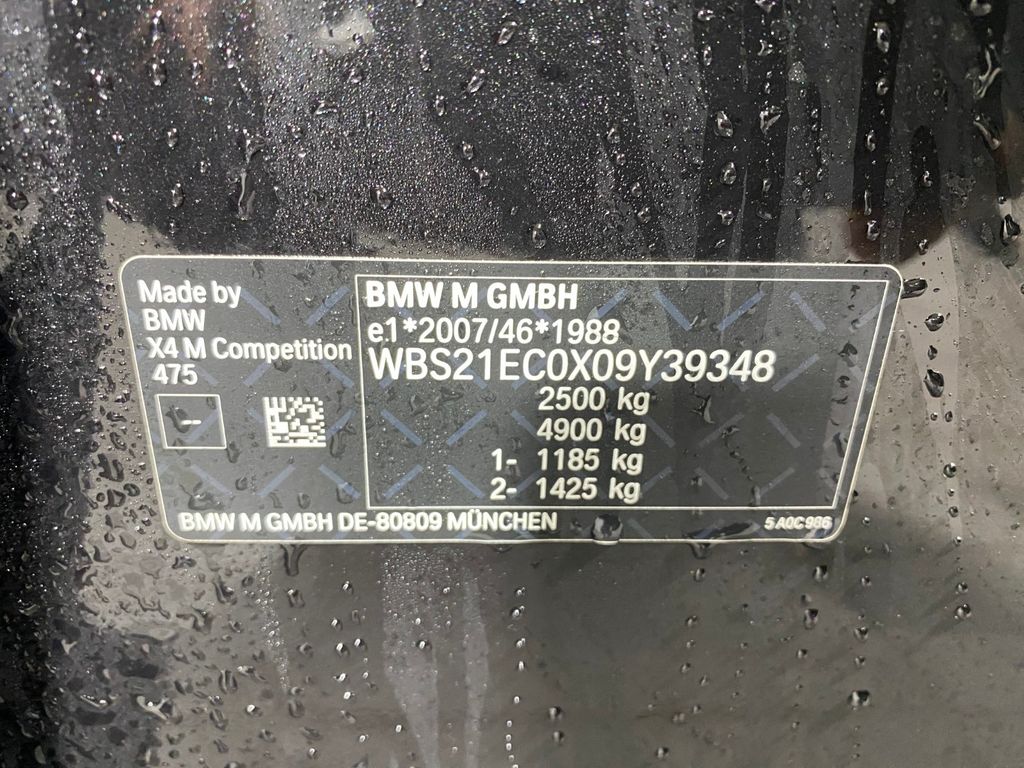 Made by
BMW
X4 M Competition
475
-
BMW M GMBH
e1*2007/46*1988
WBS21EC0X09Y39348
2500 kg
4900 kg
1- 1185 kg
2- 1425 kg
BMW M GMBH DE-80809 MÜNCHEN
5A0C986